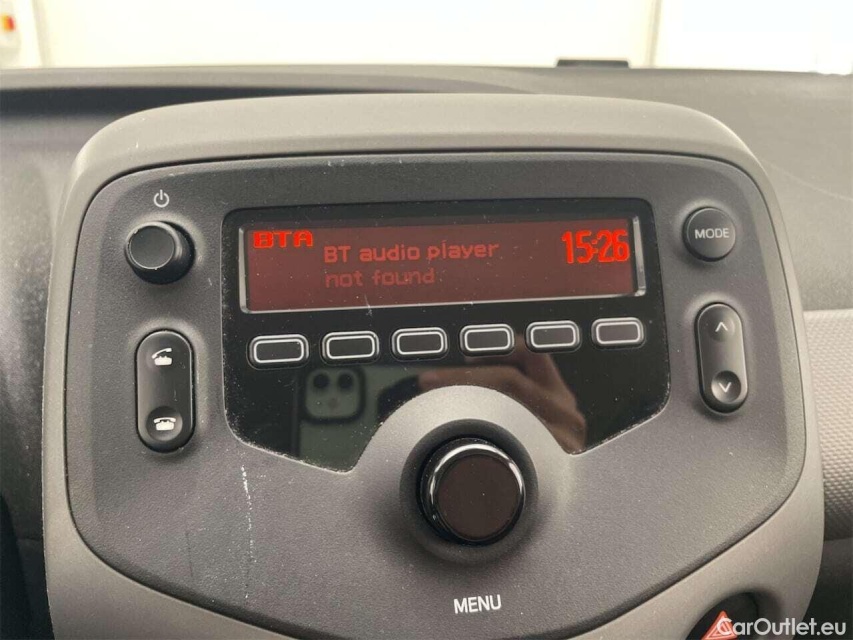 BTA
BT audio player
15:26
not found
MODE
MENU
CarOutlet.eu